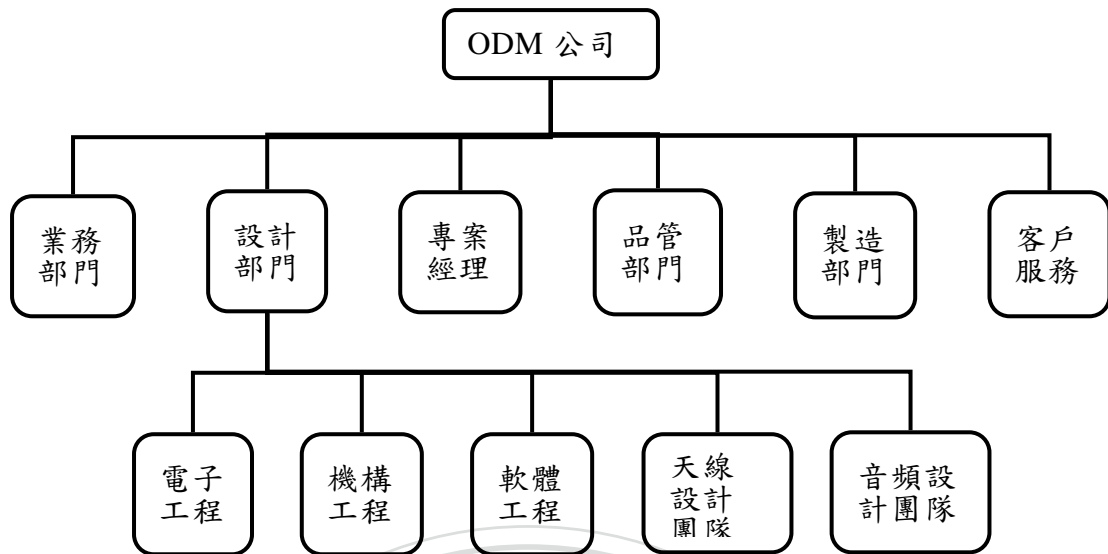 ODM 公司
業務
部門
設計
部門
專案
經理
品管
部門
製造
部門
客戶
服務
電子
工程
機構
工程
軟體
工程
天線
設計
團隊
音頻設
計團隊